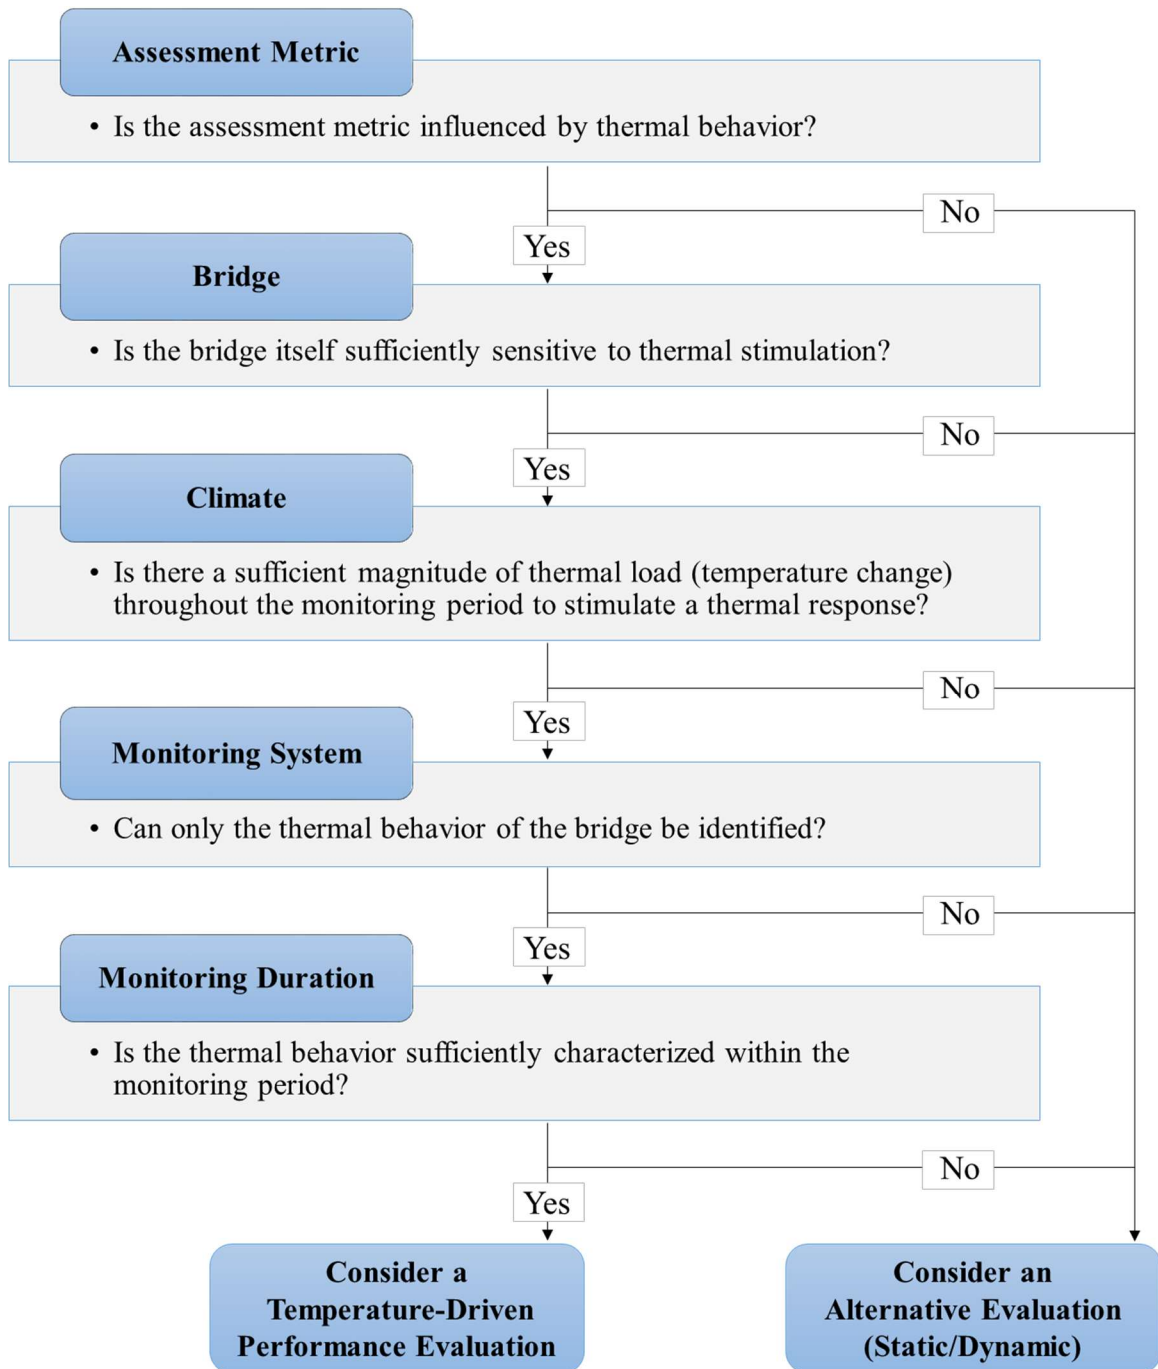 Assessment Metric
• Is the assessment metric influenced by thermal behavior?
No
Yes
Bridge
• Is the bridge itself sufficiently sensitive to thermal stimulation?
No
Yes
Climate
• Is there a sufficient magnitude of thermal load (temperature change)
throughout the monitoring period to stimulate a thermal response?
No
Yes
Monitoring System
• Can only the thermal behavior of the bridge be identified?
No
Yes
Monitoring Duration
• Is the thermal behavior sufficiently characterized within the
monitoring period?
No
Yes
Consider a
Temperature-Driven
Performance Evaluation
Consider an
Alternative Evaluation
(Static/Dynamic)